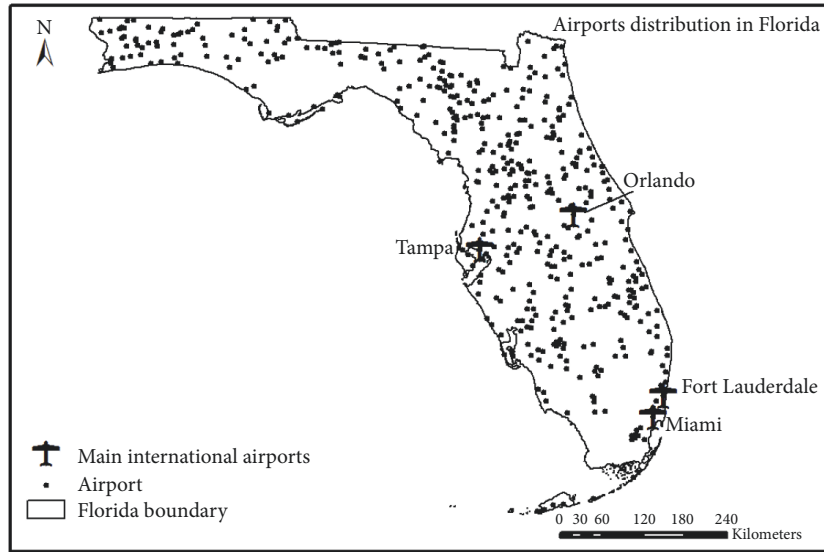 N
Airports distribution in Florida
Orlando
Tampa
Fort Lauderdale
Miami
Main international airports
Airport
Florida boundary
0 30 60 120 180 240
Kilometers